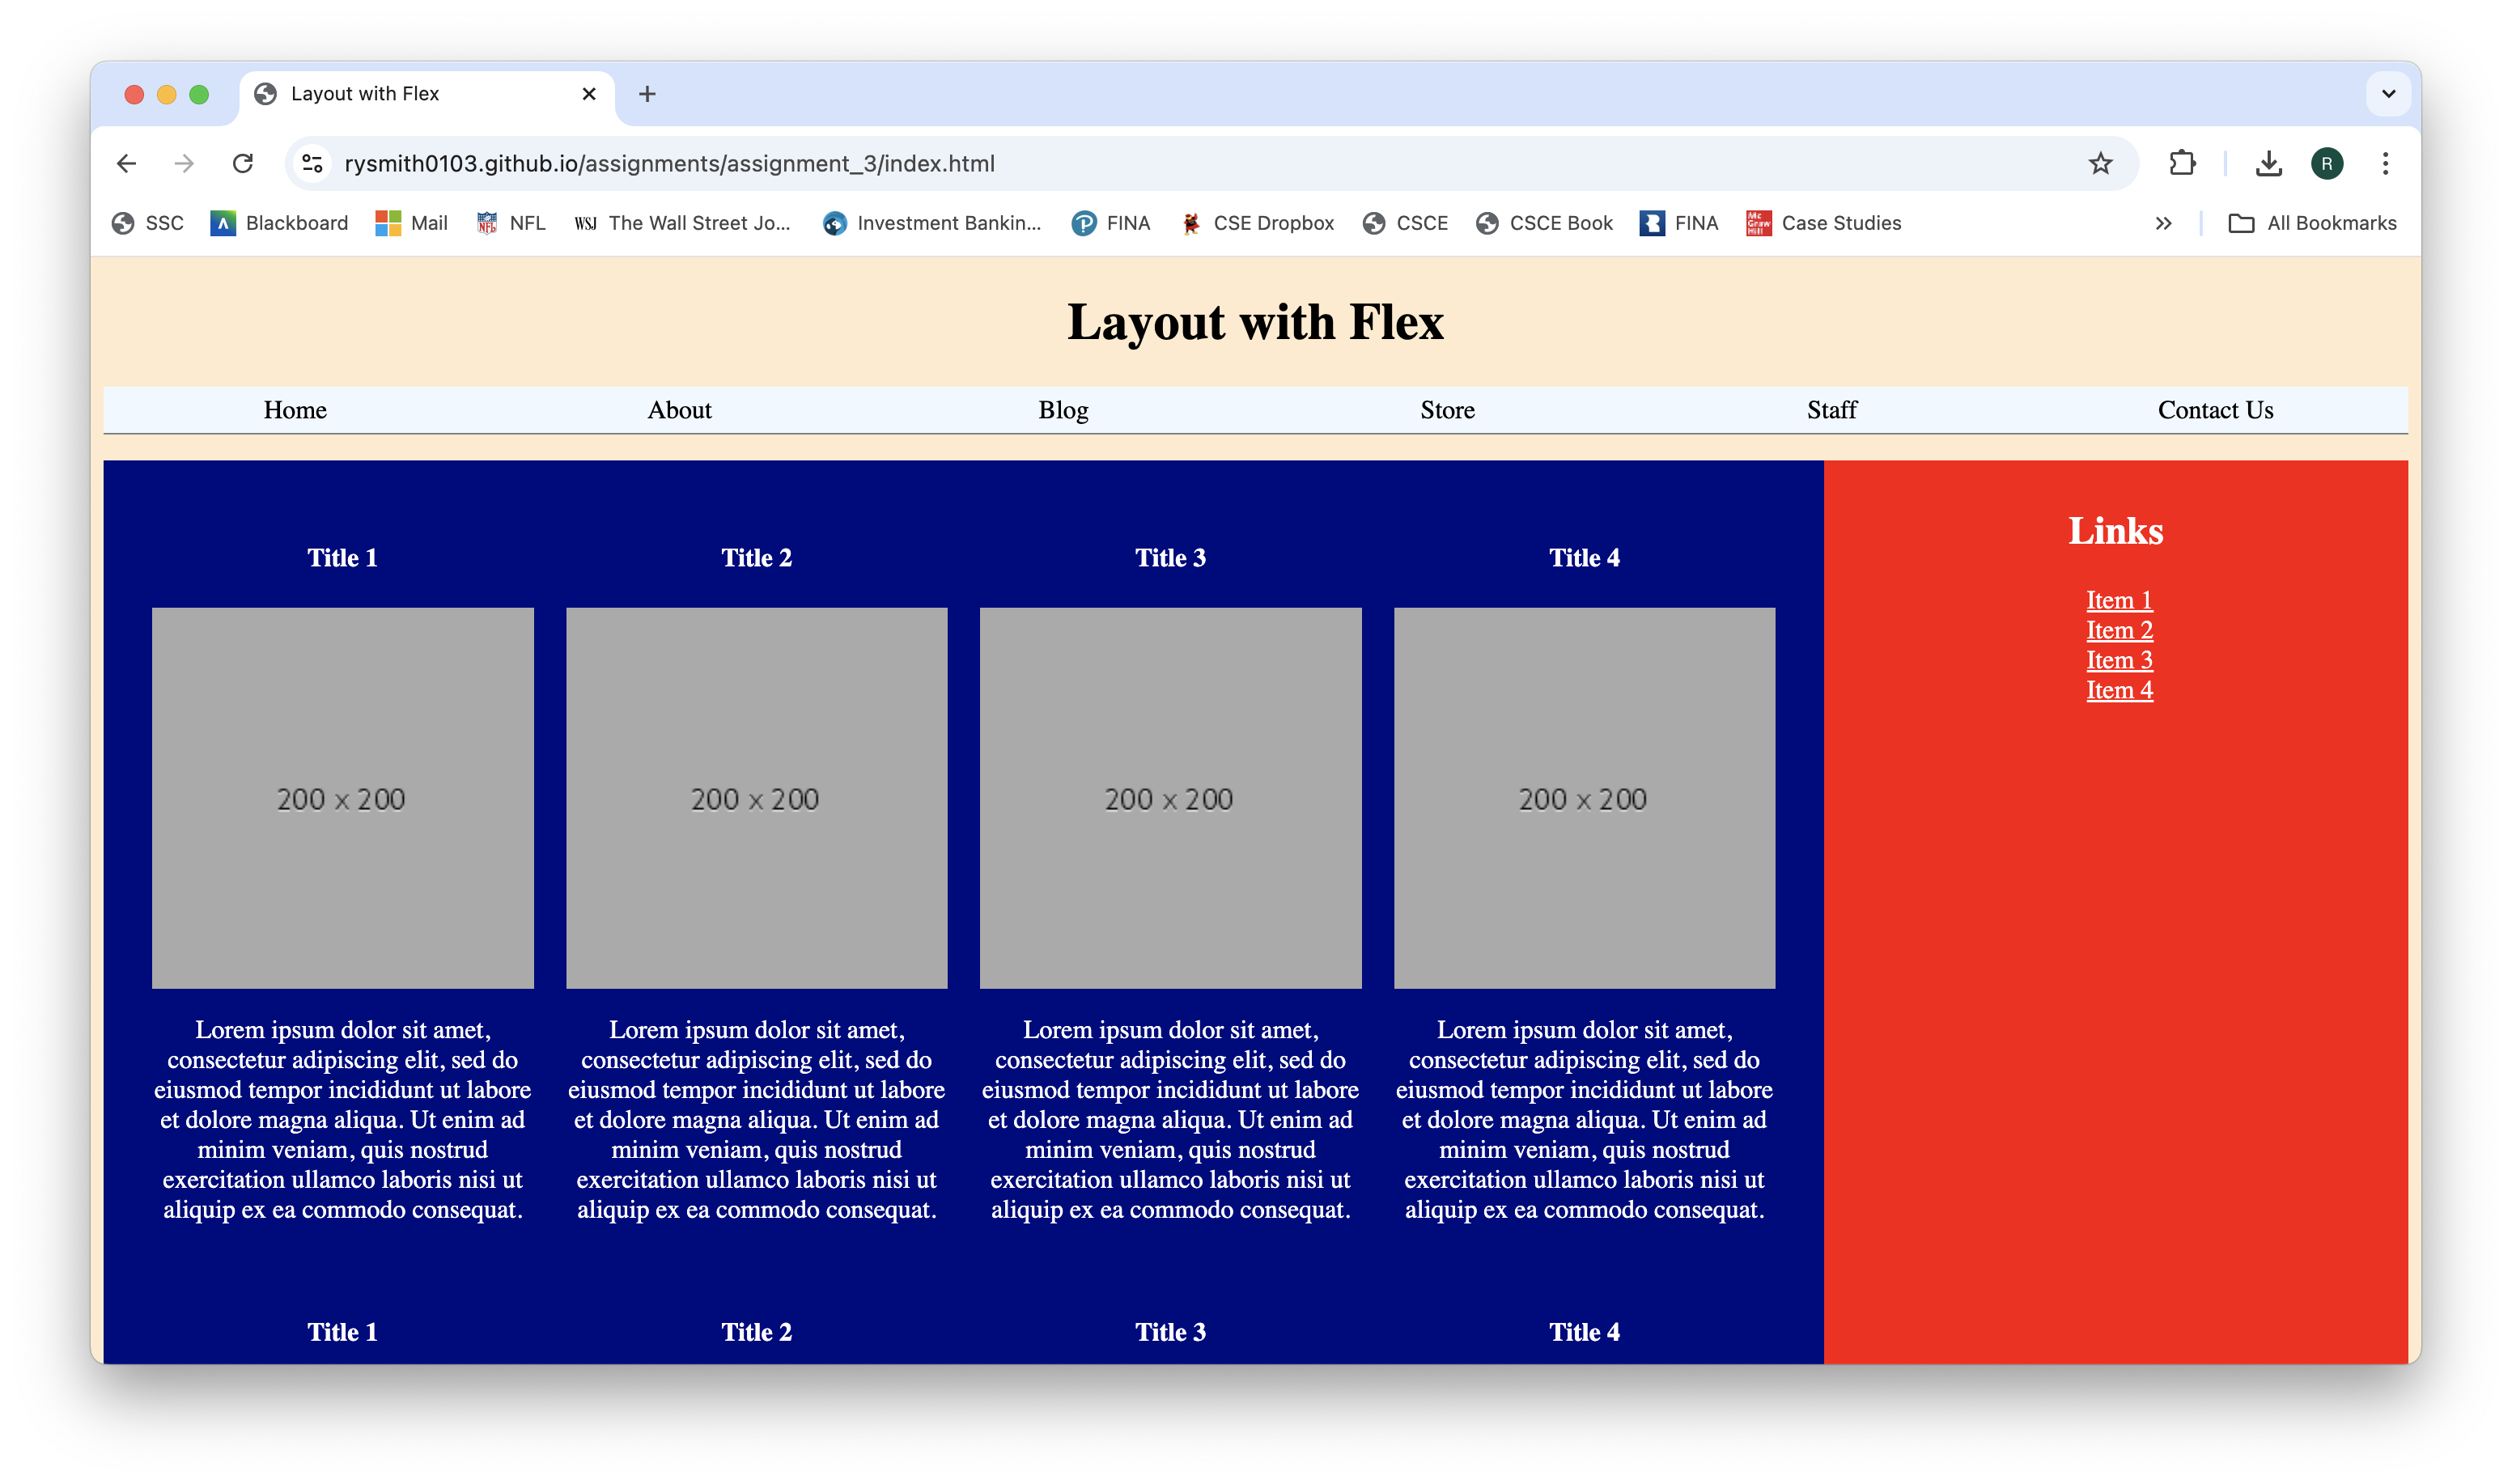 Layout with Flex
rysmith0103.github.io/assignments/assignment_3/index.html
R
SSC
Blackboard
Mail
NFL
WSJ The Wall Street Jo...
Investment Bankin...
FINA
CSE Dropbox
CSCE
CSCE Book
FINA
Mc Graw Hill Case Studies
All Bookmarks
Layout with Flex
Home About Blog Store Staff Contact Us
Title 1
200 x 200
Lorem ipsum dolor sit amet,
consectetur adipiscing elit, sed do
eiusmod tempor incididunt ut labore
et dolore magna aliqua. Ut enim ad
minim veniam, quis nostrud
exercitation ullamco laboris nisi ut
aliquip ex ea commodo consequat.
Title 2
200 x 200
Lorem ipsum dolor sit amet,
consectetur adipiscing elit, sed do
eiusmod tempor incididunt ut labore
et dolore magna aliqua. Ut enim ad
minim veniam, quis nostrud
exercitation ullamco laboris nisi ut
aliquip ex ea commodo consequat.
Title 3
200 x 200
Lorem ipsum dolor sit amet,
consectetur adipiscing elit, sed do
eiusmod tempor incididunt ut labore
et dolore magna aliqua. Ut enim ad
minim veniam, quis nostrud
exercitation ullamco laboris nisi ut
aliquip ex ea commodo consequat.
Title 4
200 x 200
Lorem ipsum dolor sit amet,
consectetur adipiscing elit, sed do
eiusmod tempor incididunt ut labore
et dolore magna aliqua. Ut enim ad
minim veniam, quis nostrud
exercitation ullamco laboris nisi ut
aliquip ex ea commodo consequat.
Title 1
Title 2
Title 3
Title 4
Links
Item 1
Item 2
Item 3
Item 4